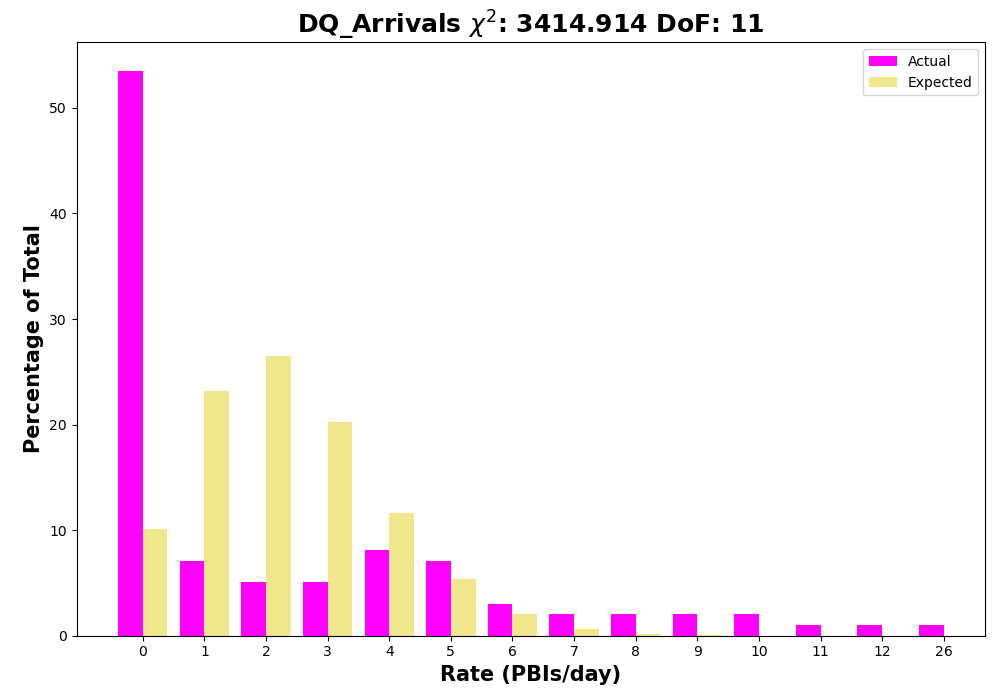 DQ_Arrivals χ²: 3414.914 DoF: 11
Actual
Expected
Percentage of Total
50
40
30
20
10
0
0 1 2 3 4 5 6 7 8 9 10 11 12 26
Rate (PBIs/day)